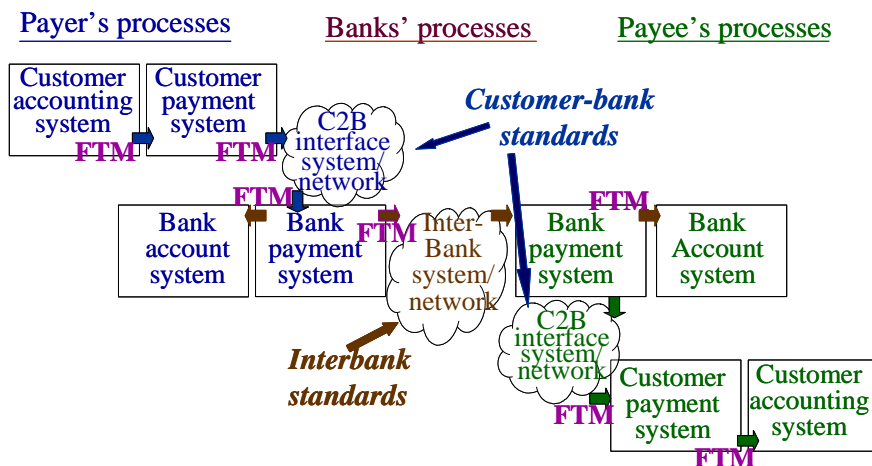 Payer’s processes
Banks’ processes
Payee’s processes
Customer
accounting
system
FTM
Customer
payment
system
FTM
C2B
interface
system/
network
Customer-bank
standards
FTM
Bank
account
system
Bank
payment
system
FTM
Inter-
Bank
system/
network
Bank
payment
system
FTM
Bank
Account
system
Interbank
standards
C2B
interface
system/
network
FTM
Customer
payment
system
FTM
Customer
accounting
system